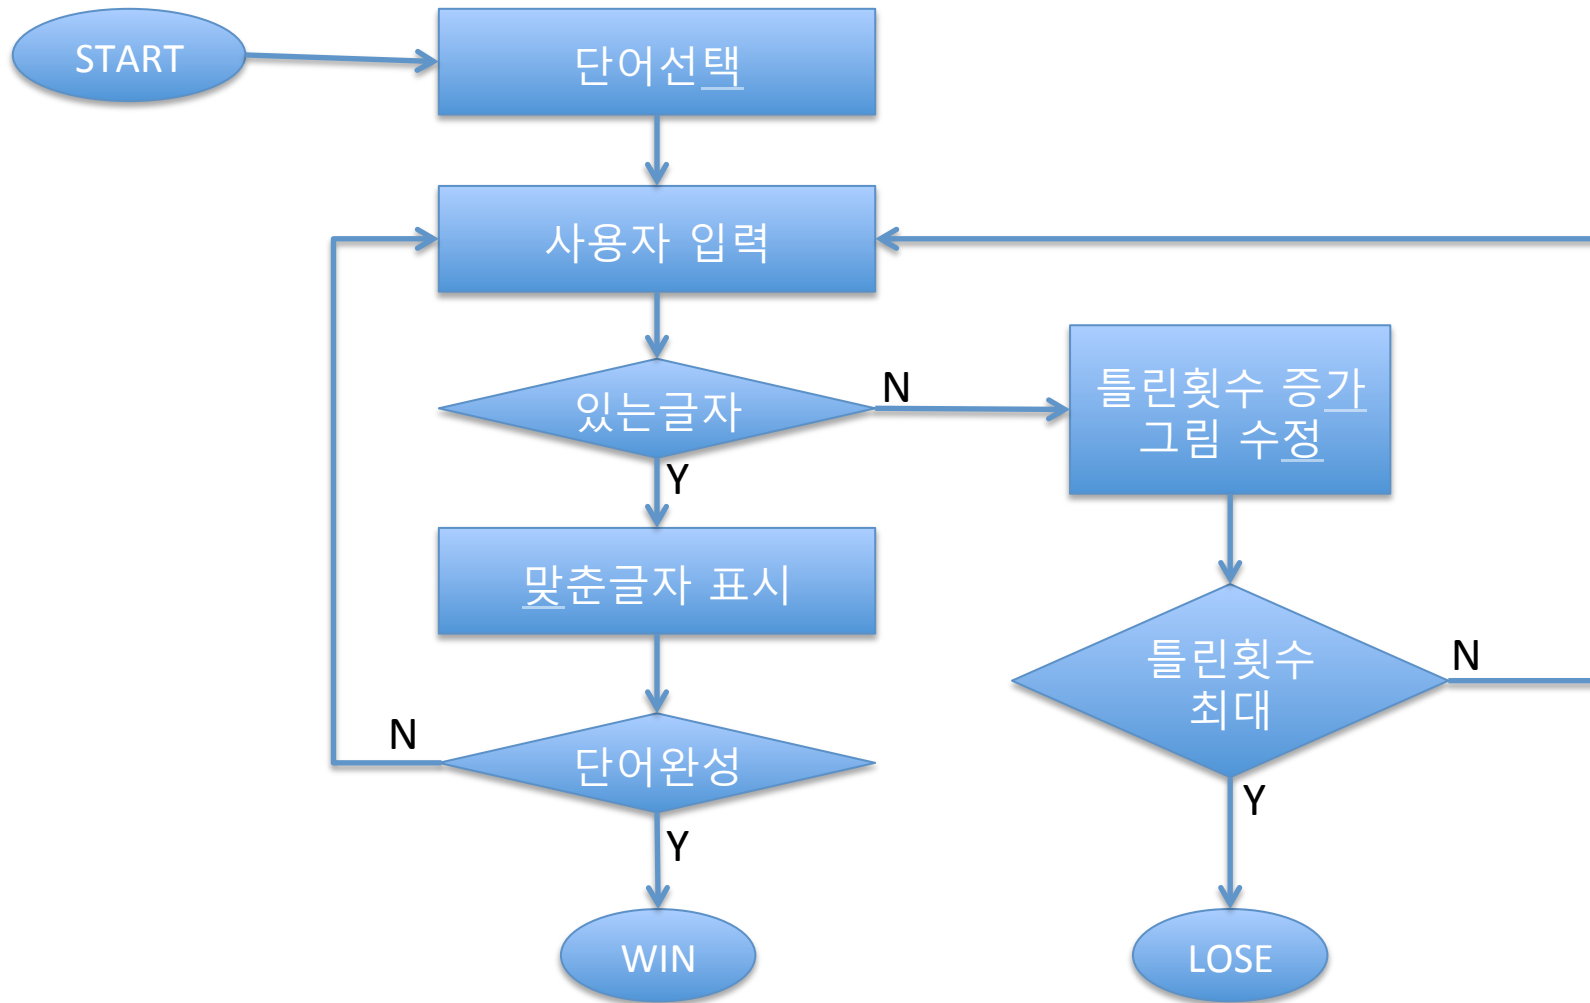 START
단어선택
사용자 입력
있는글자
N
틀린횟수 증가
그림 수정
Y
맞춘글자 표시
틀린횟수
최대
N
N
단어완성
Y
Y
WIN
LOSE